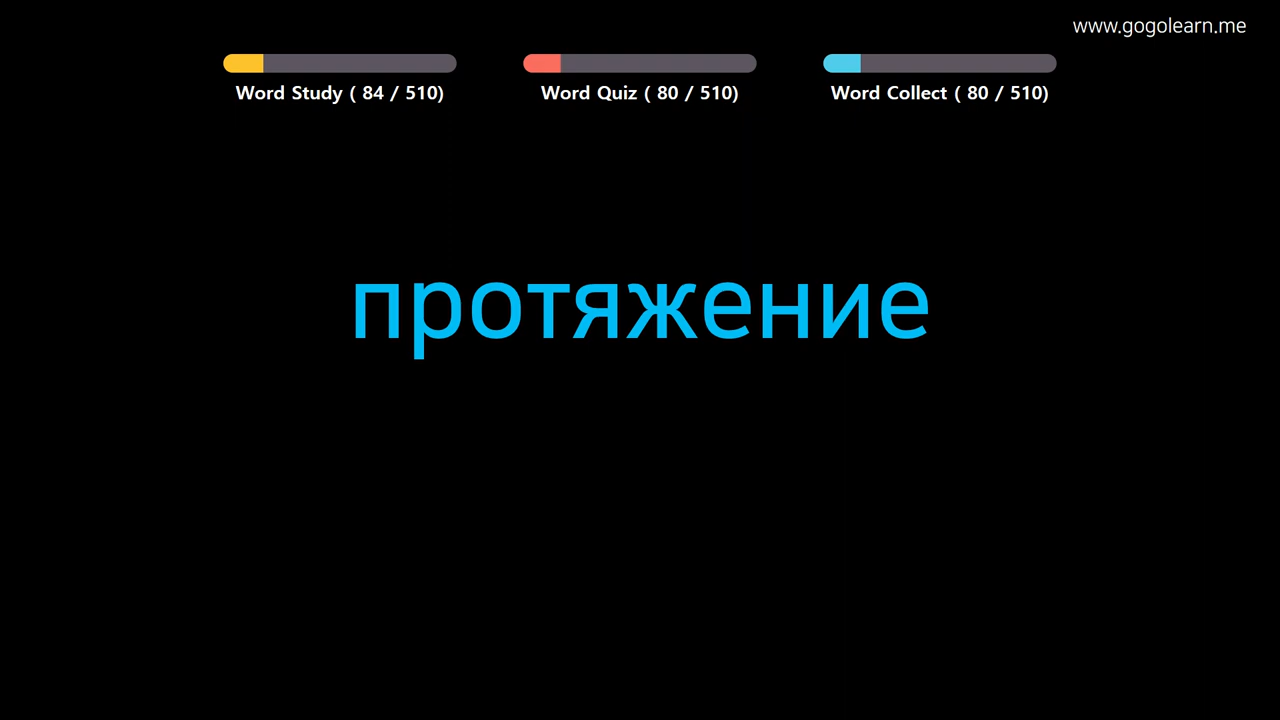 www.gogolearn.me
Word Study ( 84 / 510)
Word Quiz ( 80 / 510)
Word Collect ( 80 / 510)
протяжение